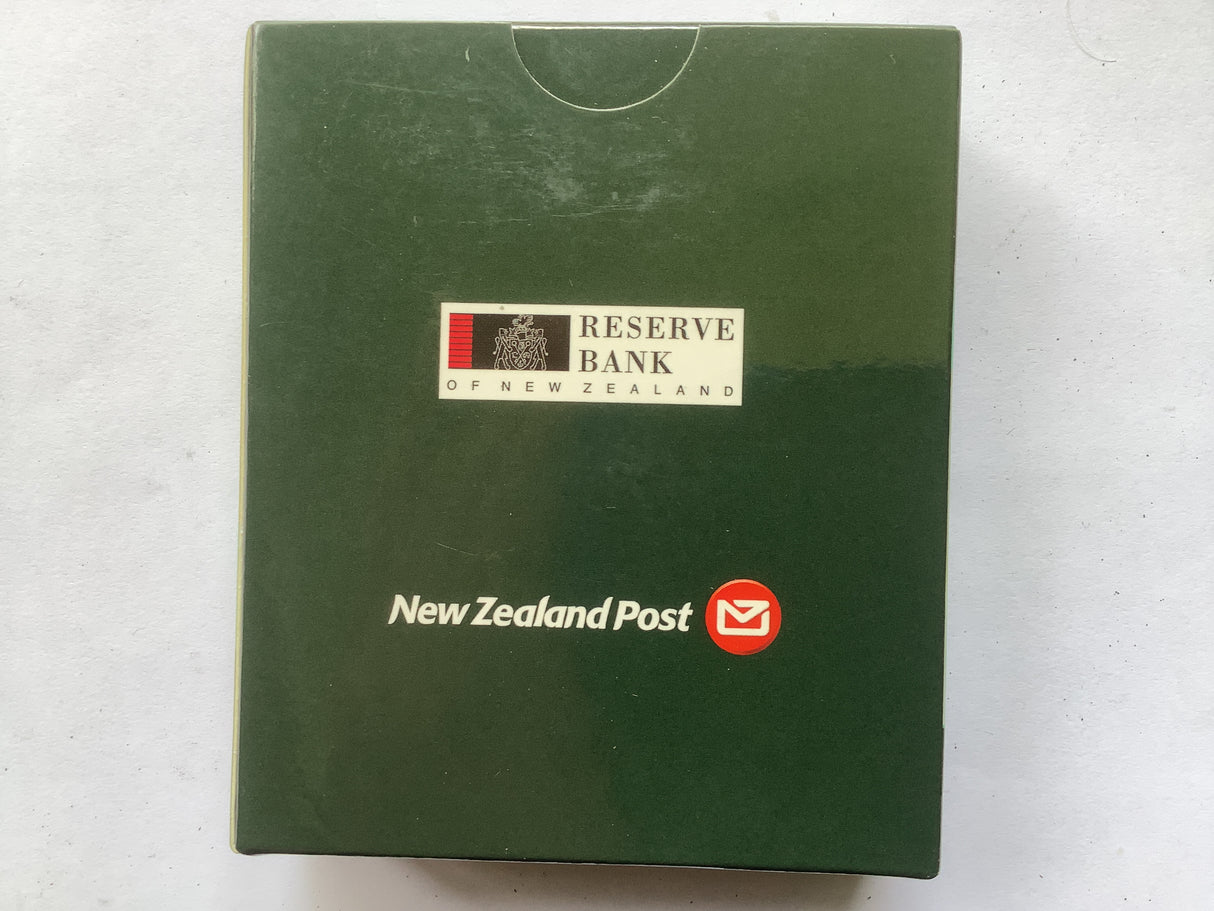 RESERVE
BANK
OF NEW ZEALAND
New Zealand Post